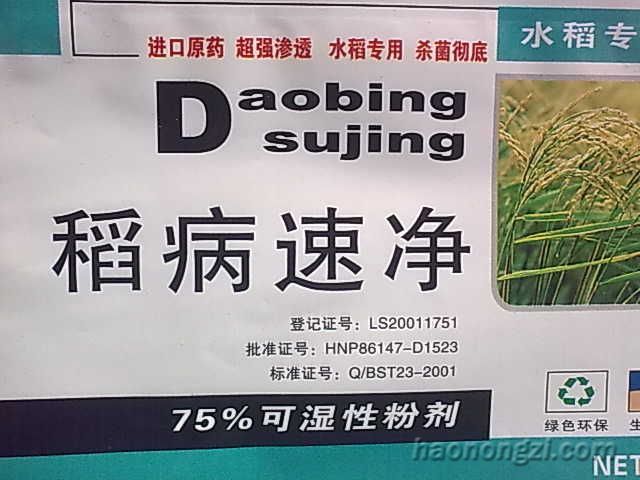 进口原药 超强渗透 水稻专用 杀菌彻底
水稻专
Daobing
sujing
稻病速净
登记证号：LS20011751
批准证号：HNP86147-D1523
标准证号：Q/BST23-2001
75%可湿性粉剂
绿色环保
生
haonongzi.com
NET